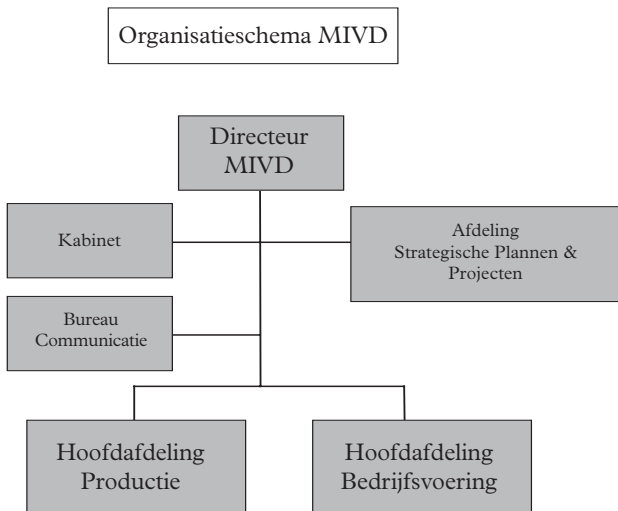 Organisatieschema MIVD
Directeur
MIVD
Kabinet
Afdeling
Strategische Plannen &
Projecten
Bureau
Communicatie
Hoofdafdeling
Productie
Hoofdafdeling
Bedrijfsvoering